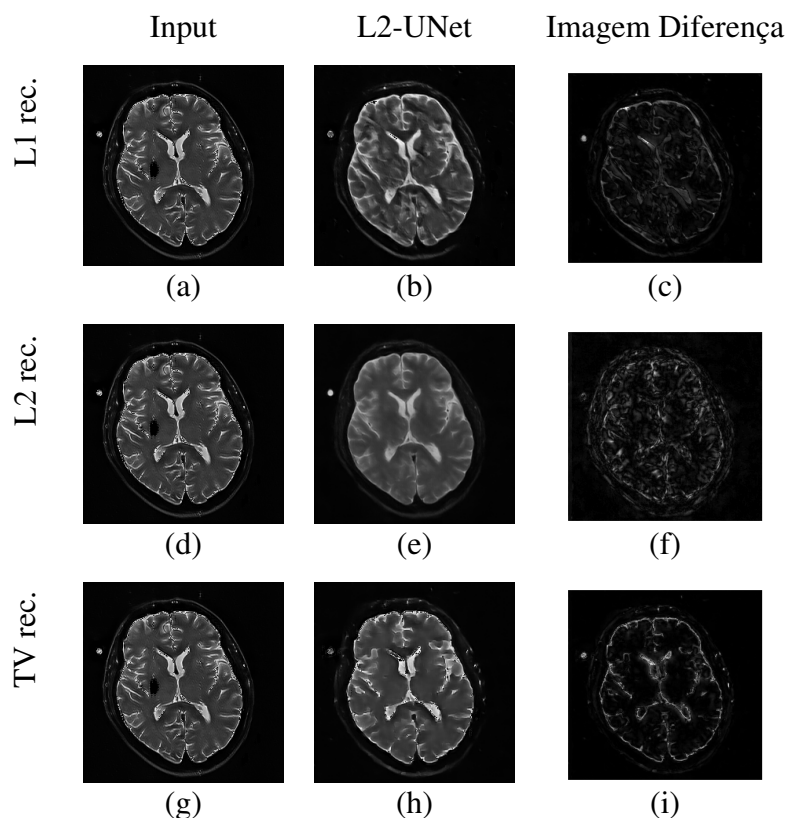 Input L2-UNet Imagem Diferença
L1 rec.
(a) (b) (c)
L2 rec.
(d) (e) (f)
TV rec.
(g) (h) (i)